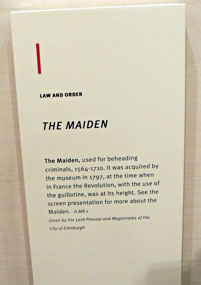 LAW AND ORDER
THE MAIDEN
The Maiden, used for beheading
criminals, 1564-1710. It was acquired by
the museum in 1797, at the time when
in France the Revolution, with the use of
the guillotine, was at its height. See the
screen presentation for more about the
Maiden. H.MR 1
Given by the Lord Provost and Magistrates of the
City of Edinburgh